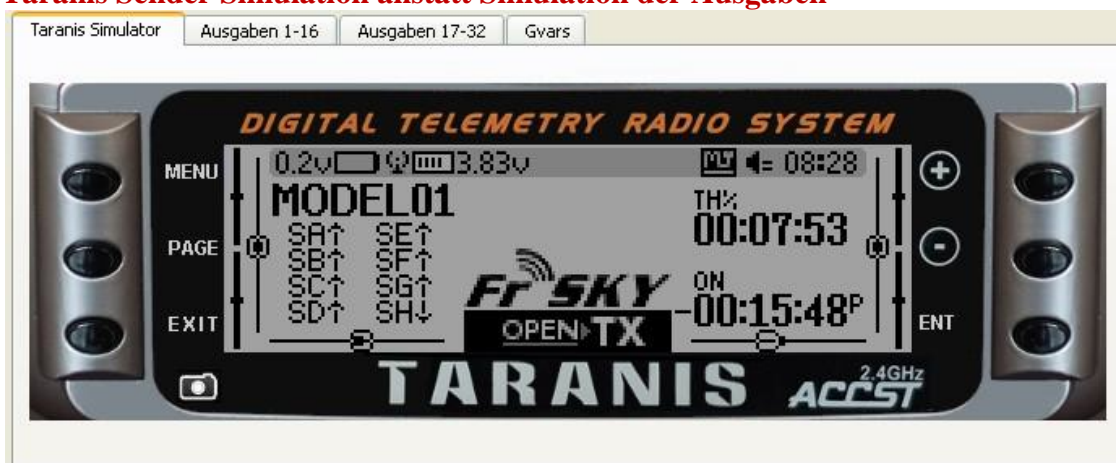 Taranis Sender Simulation anstatt Simulation der Ausgaben
Taranis Simulator Ausgaben 1-16 Ausgaben 17-32 Gvars
DIGITAL TELEMETRY RADIO SYSTEM
MENU
PAGE
EXIT
0.2v 3.83v 08:28
MODEL01
SA↑ SE↑
SB↑ SF↑
SC↑ SG↑
SD↑ SH↓
FrSKY
OPEN TX
TH%
00:07:53
ON
-00:15:48P
+
-
ENT
TARANIS
2.4GHz
ACCST